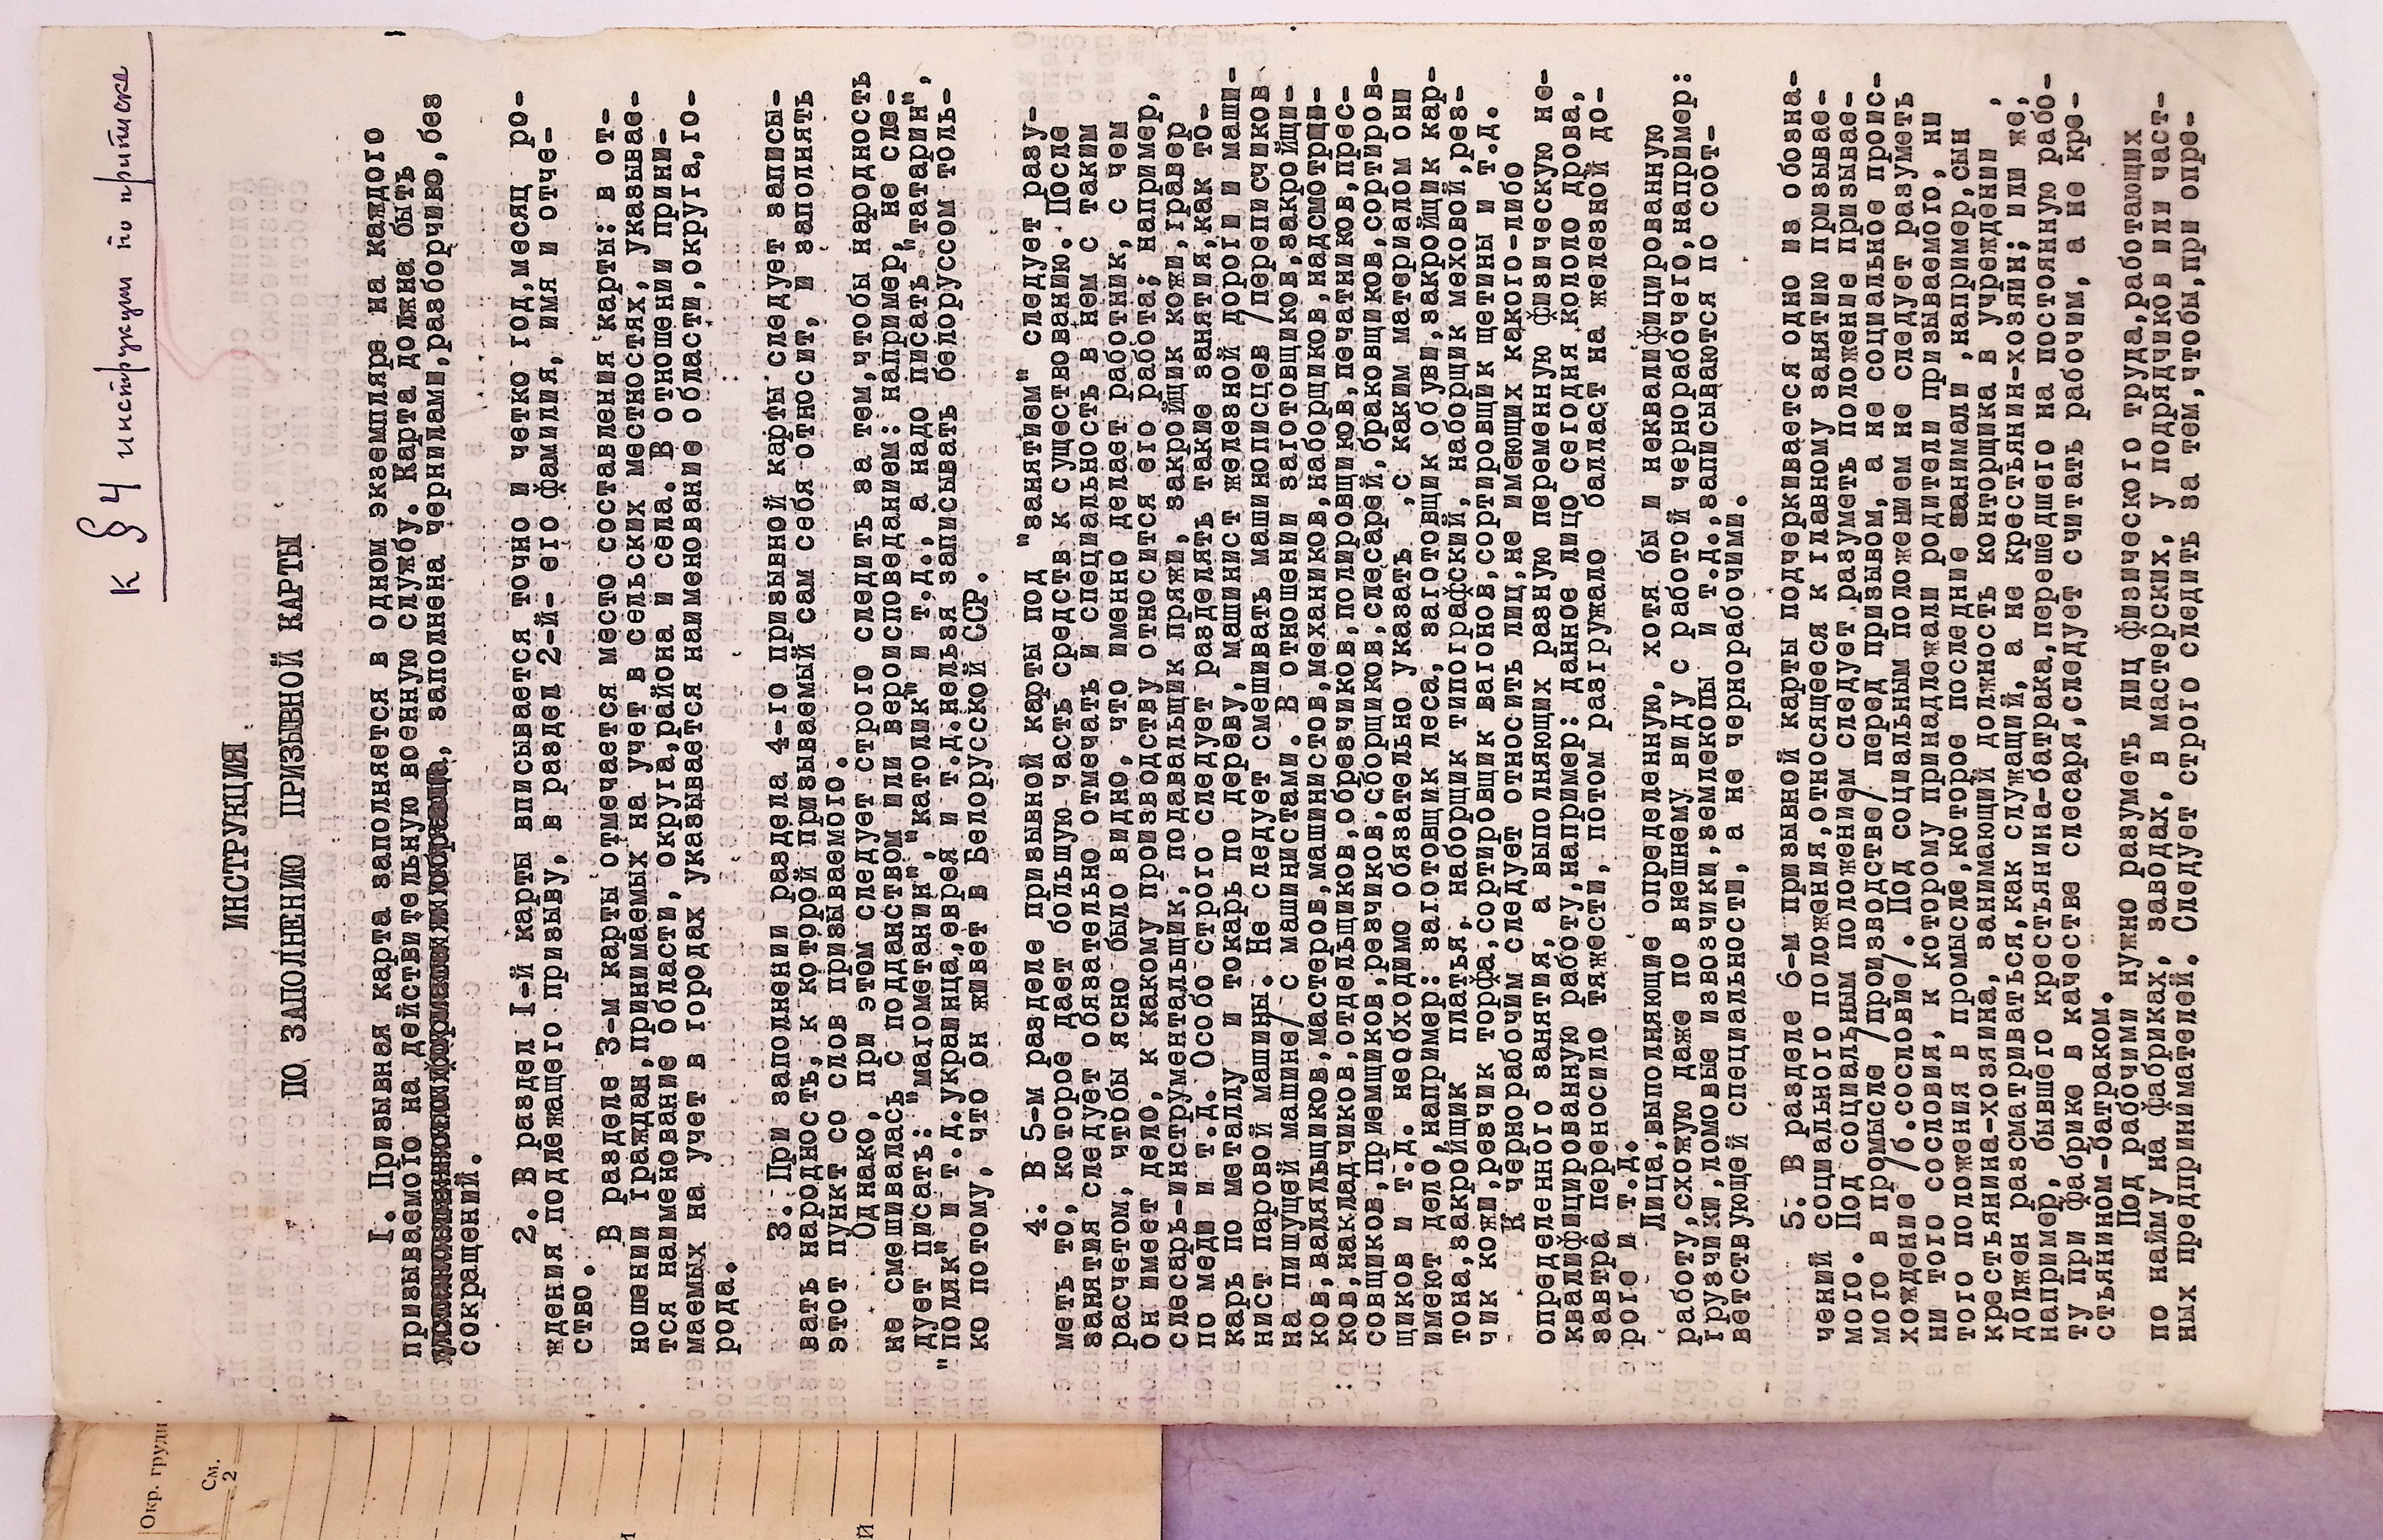 К § 4 инструкции по приписке
ИНСТРУКЦИЯ
ПО ЗАПОЛНЕНИЮ ПРИЗЫВНОЙ КАРТЫ
I. Призывная карта заполняется в одном экземпляре на каждого
призываемого на действительную военную службу. Карта должна быть
заполнена чернилами,разборчиво,без
сокращений.
2. В раздел I-й карты вписывается точно и четко год,месяц ро-
ждения подлежащего призыву, в раздел 2-й- его фамилия, имя и отче-
ство.
В разделе 3-м карты отмечается место составления карты: в от-
ношении граждан,принимаемых на учет в сельских местностях,указывае-
тся наименование области, округа,района и села. В отношении прини-
маемых на учет в городах указывается наименование области,округа,го-
рода.
3. При заполнении раздела 4-го призывной карты следует записы-
вать народность, к которой призываемый сам себя относит, и заполнять
этот пункт со слов призываемого.
Однако, при этом следует строго следить за тем,чтобы народность
не смешивалась с подданством или вероисповеданием: например, не сле-
дует писать: "магометанин","католик" и т.д., а надо писать "татарин",
"поляк" и т.д.украинца,еврея и т.д.нельзя записывать белоруссом толь-
ко потому, что он живет в Белорусской ССР.
4. В 5-м разделе призывной карты под "занятием" следует разу-
меть то, которое дает большую часть средств к существованию. После
занятия следует обязательно отмечать и специальность в нем с таким
расчетом, чтобы ясно было видно, что именно делает работник, с чем
он имеет дело, к какому производству относится его работа; например,
слесарь-инструментальщик, подавальщик пряжи, закройщик кожи,гравер
по меди и т.д. Особо строго следует разделять такие занятия,как то-
карь по металлу и токарь по дереву, машинист железной дороги и маши-
нист паровой машины. Не следует смешивать машинописцев /переписчиков
на пишущей машине/ с машинистами. В отношении заготовщиков,закройщи-
ков,валяльщиков,мастеров,машинистов,механиков,наборщиков,надсмотрщи-
ков,накладчиков,отдельщиков,обрезчиков,полировщиков,печатников,прес-
совщиков,приемщиков,резчиков,сборщиков,слесарей,браковщиков,сортиров-
щиков и т.д. необходимо обязательно указать ,с каким материалом они
имеют дело,например: заготовщик леса, заготовщик обуви,закройщик кар-
тона,закройщик платья, наборщик типографский, наборщик меховой,рез-
чик кожи,резчик торфа,сортировщик вагонов,сортировщик щетины и т.д.
К чернорабочим следует относить лиц,не имеющих какого-либо
определенного занятия, а выполняющих разную переменную физическую не-
квалифицированную работу,например: данное лицо сегодня кололо дрова,
завтра переносило тяжести, потом разгружало балласт на железной до-
роге и т.д.
Лица,выполняющие определенную, хотя бы и неквалифицированную
работу,схожую даже по внешнему виду с работой чернорабочего,например:
грузчики,ломовые извозчики,землекопы и т.д.,записываются по соот-
ветствующей специальности, а не чернорабочими.
5. В разделе 6-м призывной карты подчеркивается одно из обозна-
чений социального положения,относящееся к главному занятию призывае-
мого. Под социальным положением следует разуметь положение призывае-
мого в промысле /производстве/ перед призывом, а не социальное проис-
хождение /б.сословие/. Под социальным положением не следует разуметь
ни того сословия, к которому принадлежали родители призываемого, ни
того положения в промысле,которое последние занимали ,например,сын
крестьянина-хозяина, занимающий должность конторщика в учреждении ,
должен рассматриваться,как служащий, а не крестьянин-хозяин; или же,
например, бывшего крестьянина-батрака,перешедшего на постоянную рабо-
ту при фабрике в качестве слесаря,следует считать рабочим, а не кре-
стьянином-батраком.
Под рабочими нужно разуметь лиц физического труда,работающих
по найму на фабриках, заводах, в мастерских, у подрядчиков или част-
ных предпринимателей. Следует строго следить за тем,чтобы,при опре-
Окр. груди
См.
2